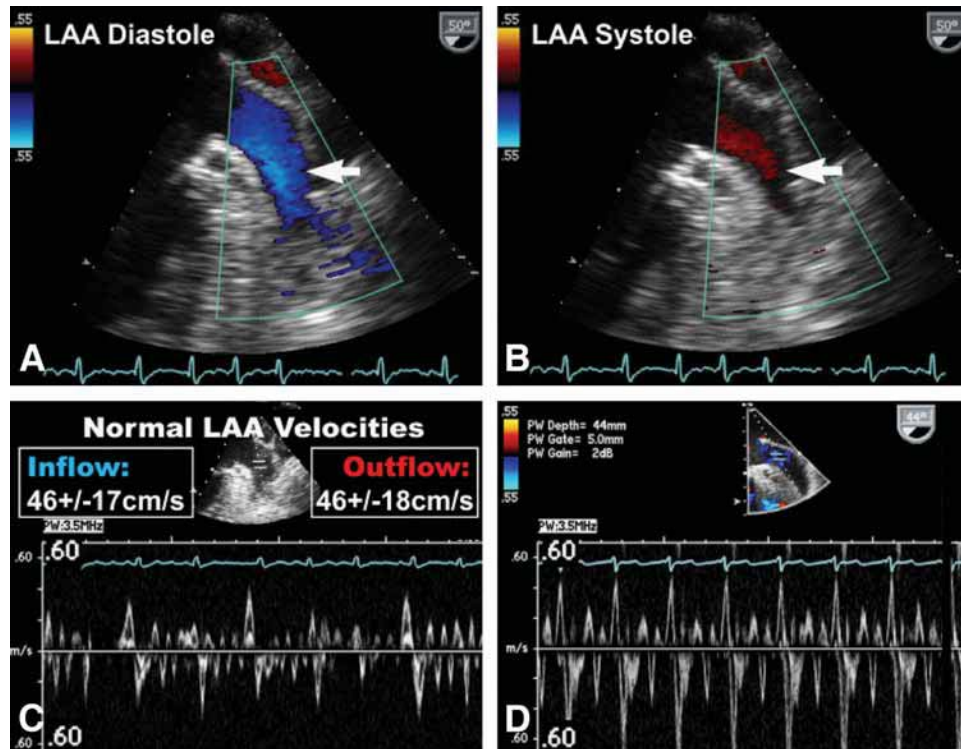 .55
LAA Diastole
50°
.55
A
.55
LAA Systole
50°
.55
B
Normal LAA Velocities
Inflow:
46+/-17cm/s
Outflow:
46+/-18cm/s
PW:3.5MHz
.60 .60
m/s
C
.60
.55
PW Depth= 44mm
PW Gate= 5.0mm
PW Gain= 2dB
.55
44°
PW:3.5MHz
.60 .60
m/s
D
.60 .60